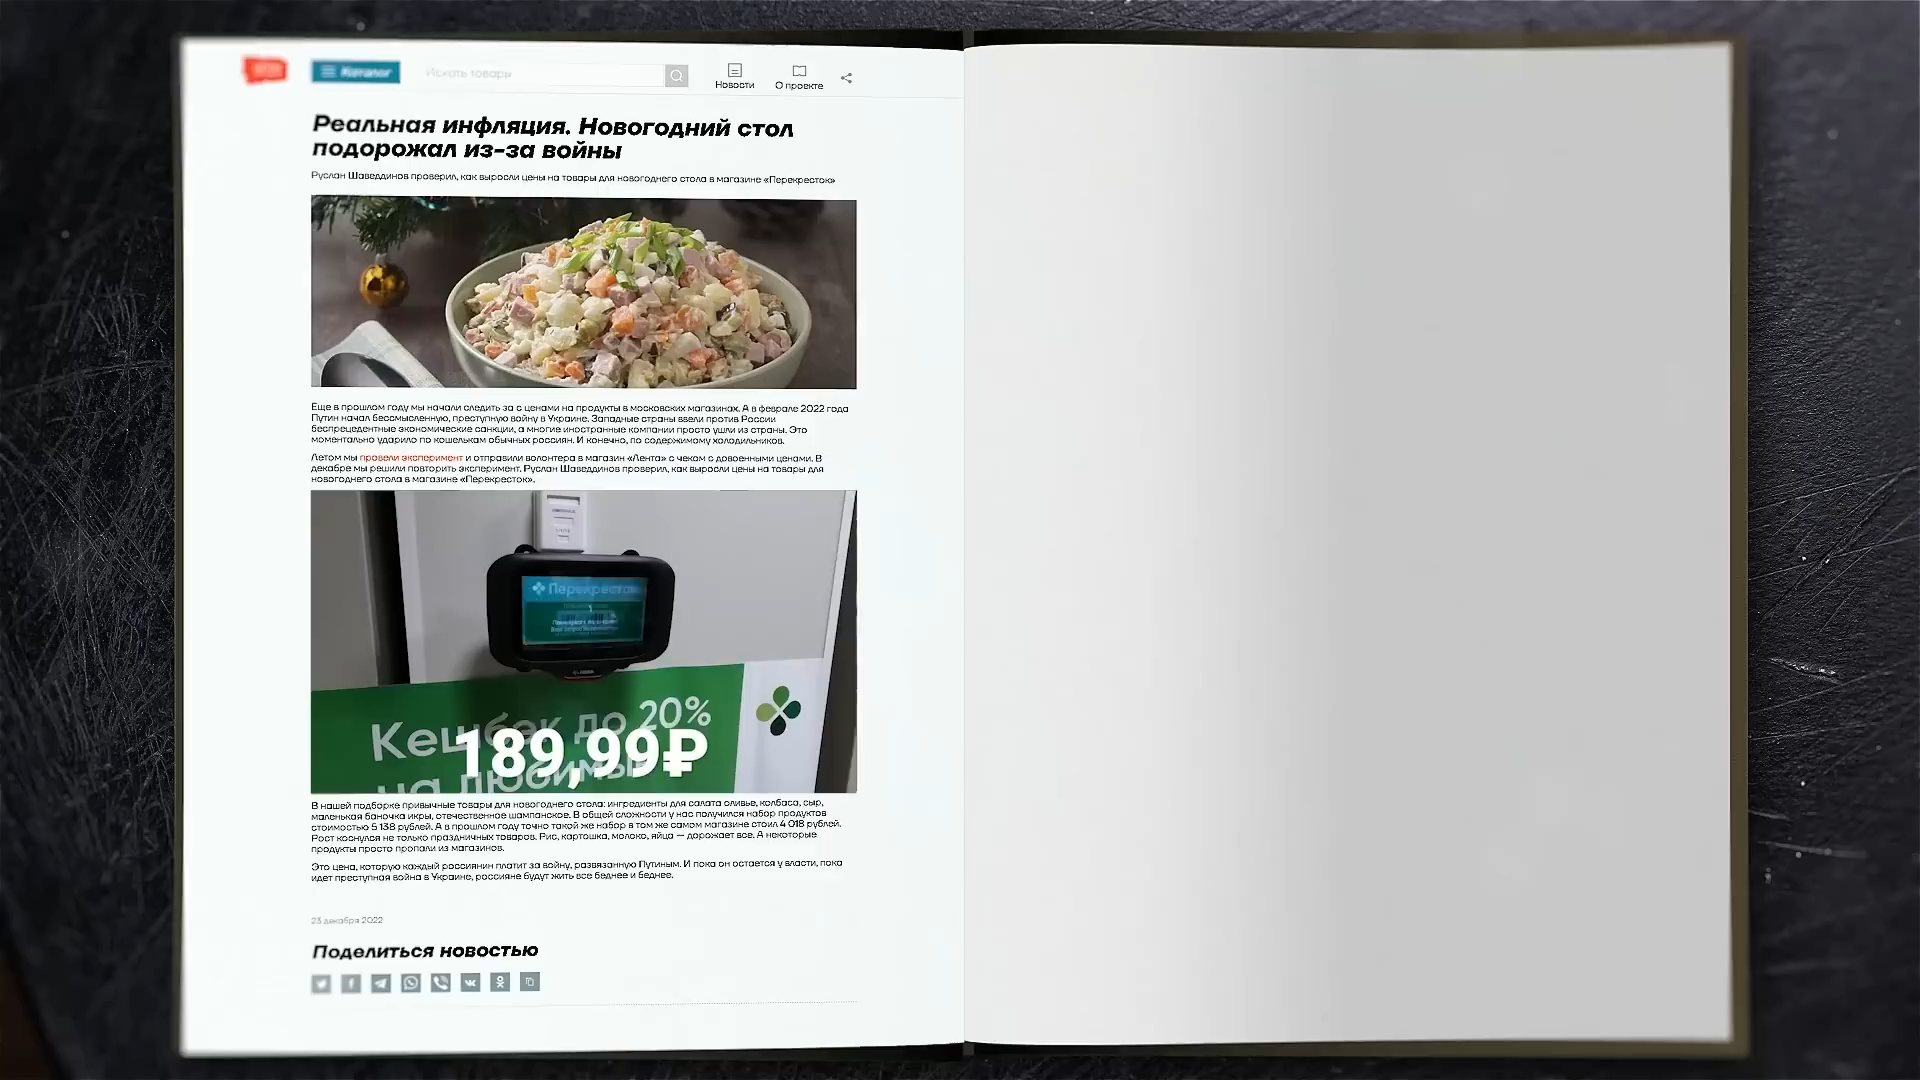 Каталог
Искать товары
Новости
О проекте
Реальная инфляция. Новогодний стол
подорожал из-за войны
Руслан Шаведдинов проверил, как выросли цены на товары для новогоднего стола в магазине «Перекресток»
Еще в прошлом году мы начали следить за с ценами на продукты в московских магазинах. А в феврале 2022 года
Путин начал бессмысленную, преступную войну в Украине. Западные страны ввели против России
беспрецедентные экономические санкции, а многие иностранные компании просто ушли из страны. Это
моментально ударило по кошелькам обычных россиян. И конечно, по содержимому холодильников.
Летом мы провели эксперимент и отправили волонтера в магазин «Лента» с чеком с довоенными ценами. В
декабре мы решили повторить эксперимент. Руслан Шаведдинов проверил, как выросли цены на товары для
новогоднего стола в магазине «Перекресток».
Перекресток
Кешбэк до 20%
на любимы
189,99₽
В нашей подборке привычные товары для новогоднего стола: ингредиенты для салата оливье, колбаса, сыр,
маленькая баночка икры, отечественное шампанское. В общей сложности у нас получился набор продуктов
стоимостью 5 138 рублей. А в прошлом году точно такой же набор в том же самом магазине стоил 4 018 рублей.
Рост коснулся не только праздничных товаров. Рис, картошка, молоко, яйца — дорожает все. А некоторые
продукты просто пропали из магазинов.
Это цена, которую каждый россиянин платит за войну, развязанную Путиным. И пока он остается у власти, пока
идет преступная война в Украине, россияне будут жить все беднее и беднее.
23 декабря 2022
Поделиться новостью